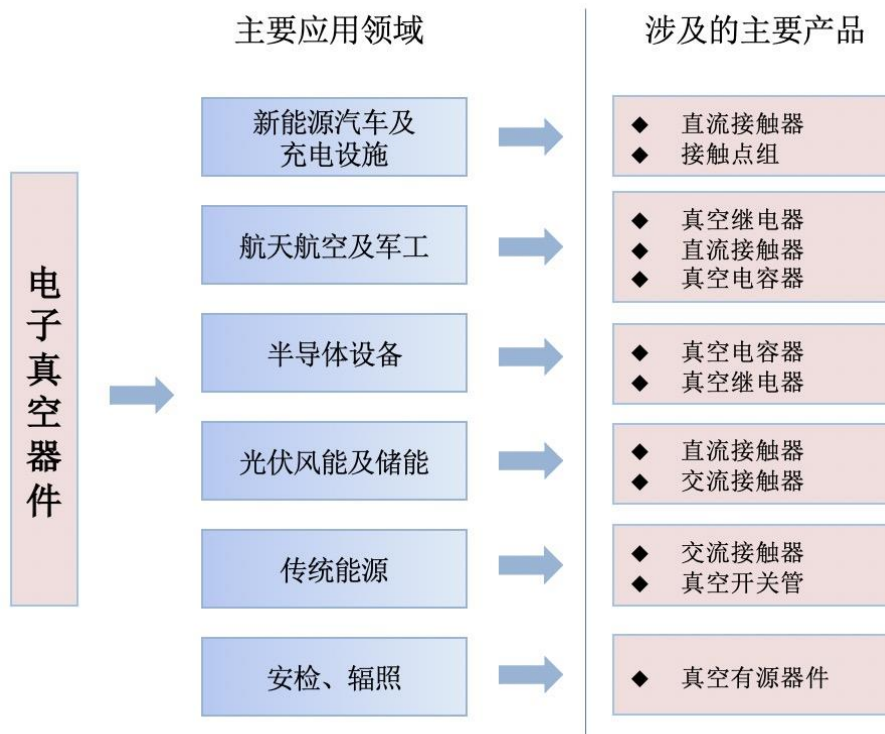 主要应用领域
涉及的主要产品
电子真空器件
新能源汽车及
充电设施
◆ 直流接触器
◆ 接触点组
航天航空及军工
◆ 真空继电器
◆ 直流接触器
◆ 真空电容器
半导体设备
◆ 真空电容器
◆ 真空继电器
光伏风能及储能
◆ 直流接触器
◆ 交流接触器
传统能源
◆ 交流接触器
◆ 真空开关管
安检、辐照
◆ 真空有源器件